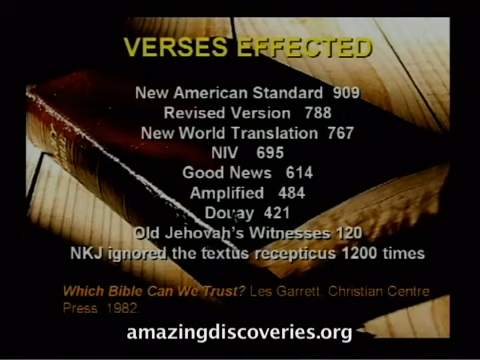 VERSES EFFECTED
New American Standard 909
Revised Version 788
New World Translation 767
NIV 695
Good News 614
Amplified 484
Douay 421
Old Jehovah's Witnesses 120
NKJ ignored the textus recepticus 1200 times
Which Bible Can We Trust? Les Garrett, Christian Centre
Press 1982
amazingdiscoveries.org